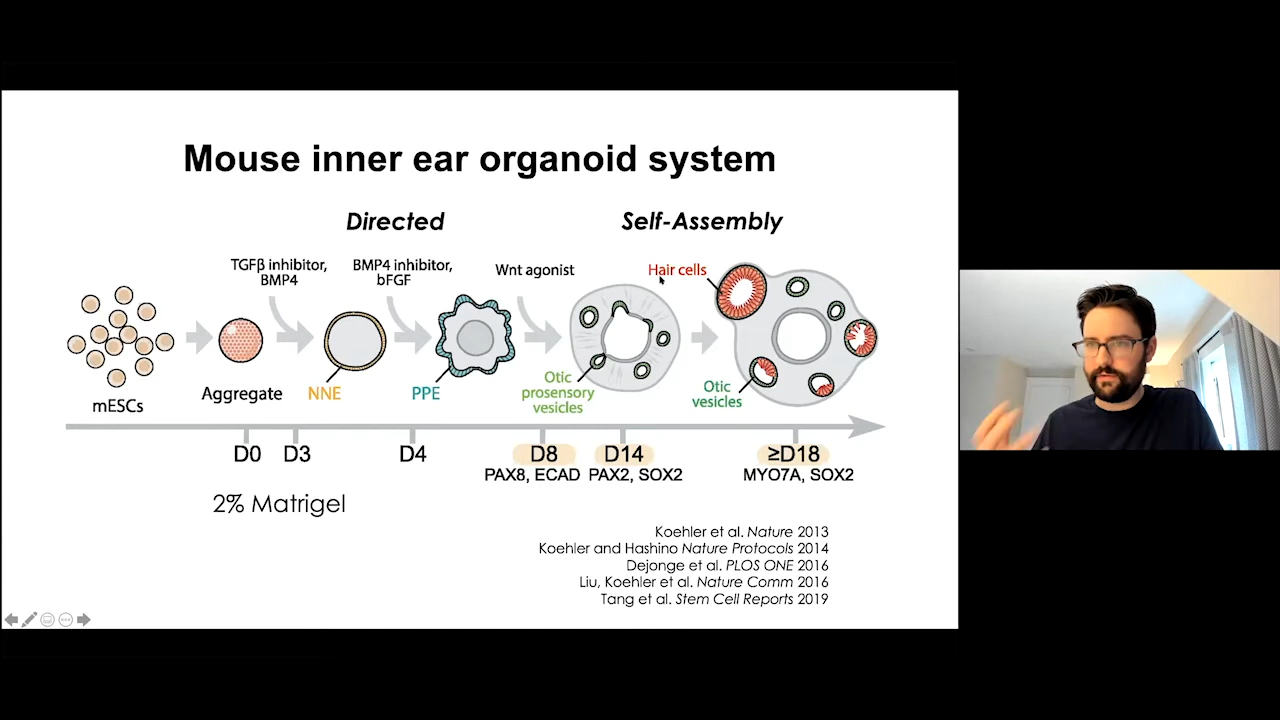 Mouse inner ear organoid system
Directed
Self-Assembly
TGFβ inhibitor,
BMP4
BMP4 inhibitor,
bFGF
Wnt agonist
Hair cells
mESCs
Aggregate
NNE
PPE
Otic
prosensory
vesicles
Otic
vesicles
D0
D3
D4
D8
D14
≥D18
PAX8, ECAD
PAX2, SOX2
MYO7A, SOX2
2% Matrigel
Koehler et al. Nature 2013
Koehler and Hashino Nature Protocols 2014
Dejonge et al. PLOS ONE 2016
Liu, Koehler et al. Nature Comm 2016
Tang et al. Stem Cell Reports 2019